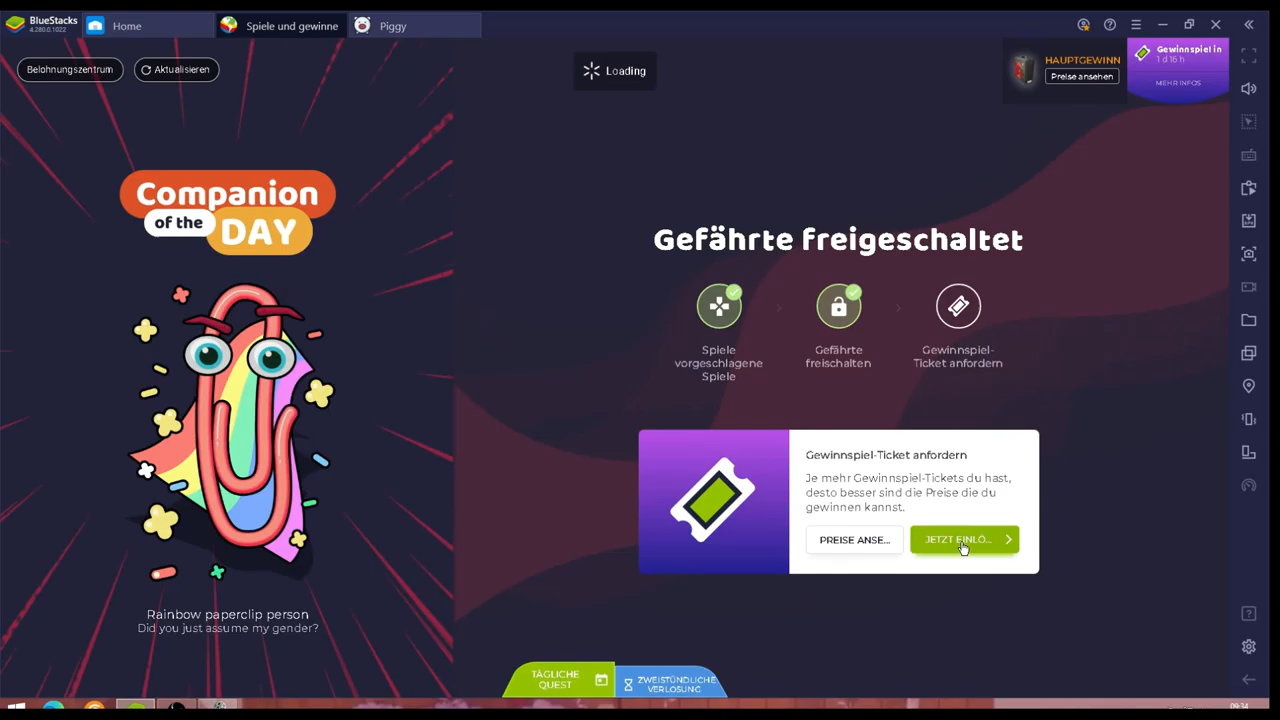 BlueStacks
4.280.0.1022
Home
Spiele und gewinne
Piggy
Belohnungszentrum
Aktualisieren
Loading
HAUPTGEWINN
Preise ansehen
Gewinnspiel in
1 d 16 h
MEHR INFOS
Companion
of the
DAY
Gefährte freigeschaltet
Spiele
vorgeschlagene
Spiele
Gefährte
freischalten
Gewinnspiel-
Ticket anfordern
Gewinnspiel-Ticket anfordern
Je mehr Gewinnspiel-Tickets du hast,
desto besser sind die Preise die du
gewinnen kannst.
PREISE ANSE...
JETZT EINLÖ...
Rainbow paperclip person
Did you just assume my gender?
TÄGLICHE
QUEST
ZWEISTÜNDLICHE
VERLOSUNG
09:34